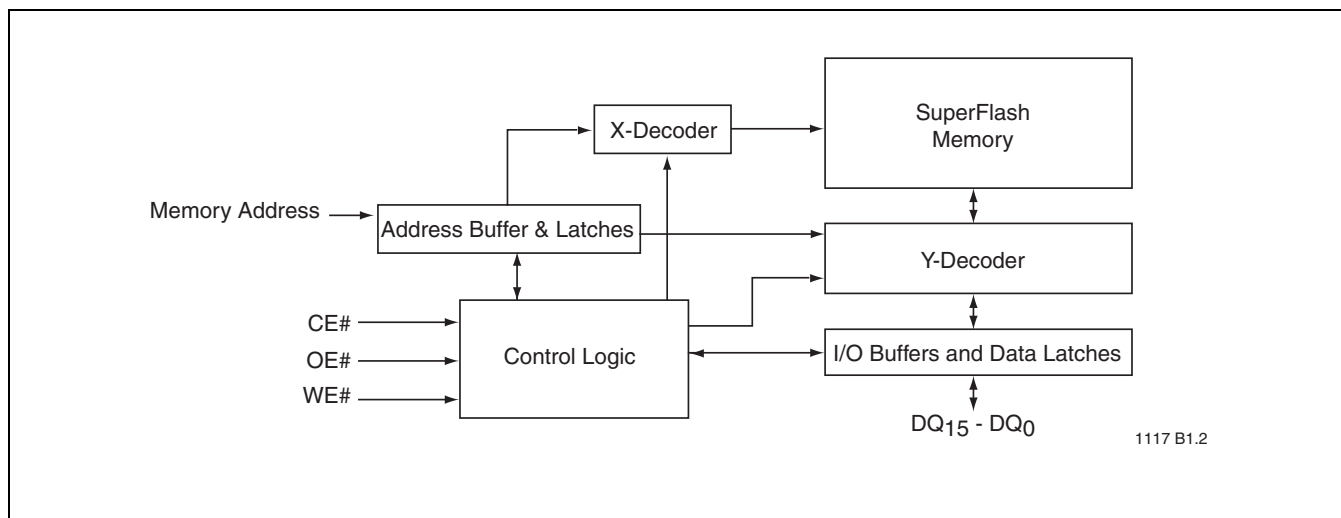 SuperFlash
Memory
X-Decoder
Memory Address
Address Buffer & Latches
Y-Decoder
CE#
OE#
WE#
Control Logic
I/O Buffers and Data Latches
DQ15 - DQ0
1117 B1.2